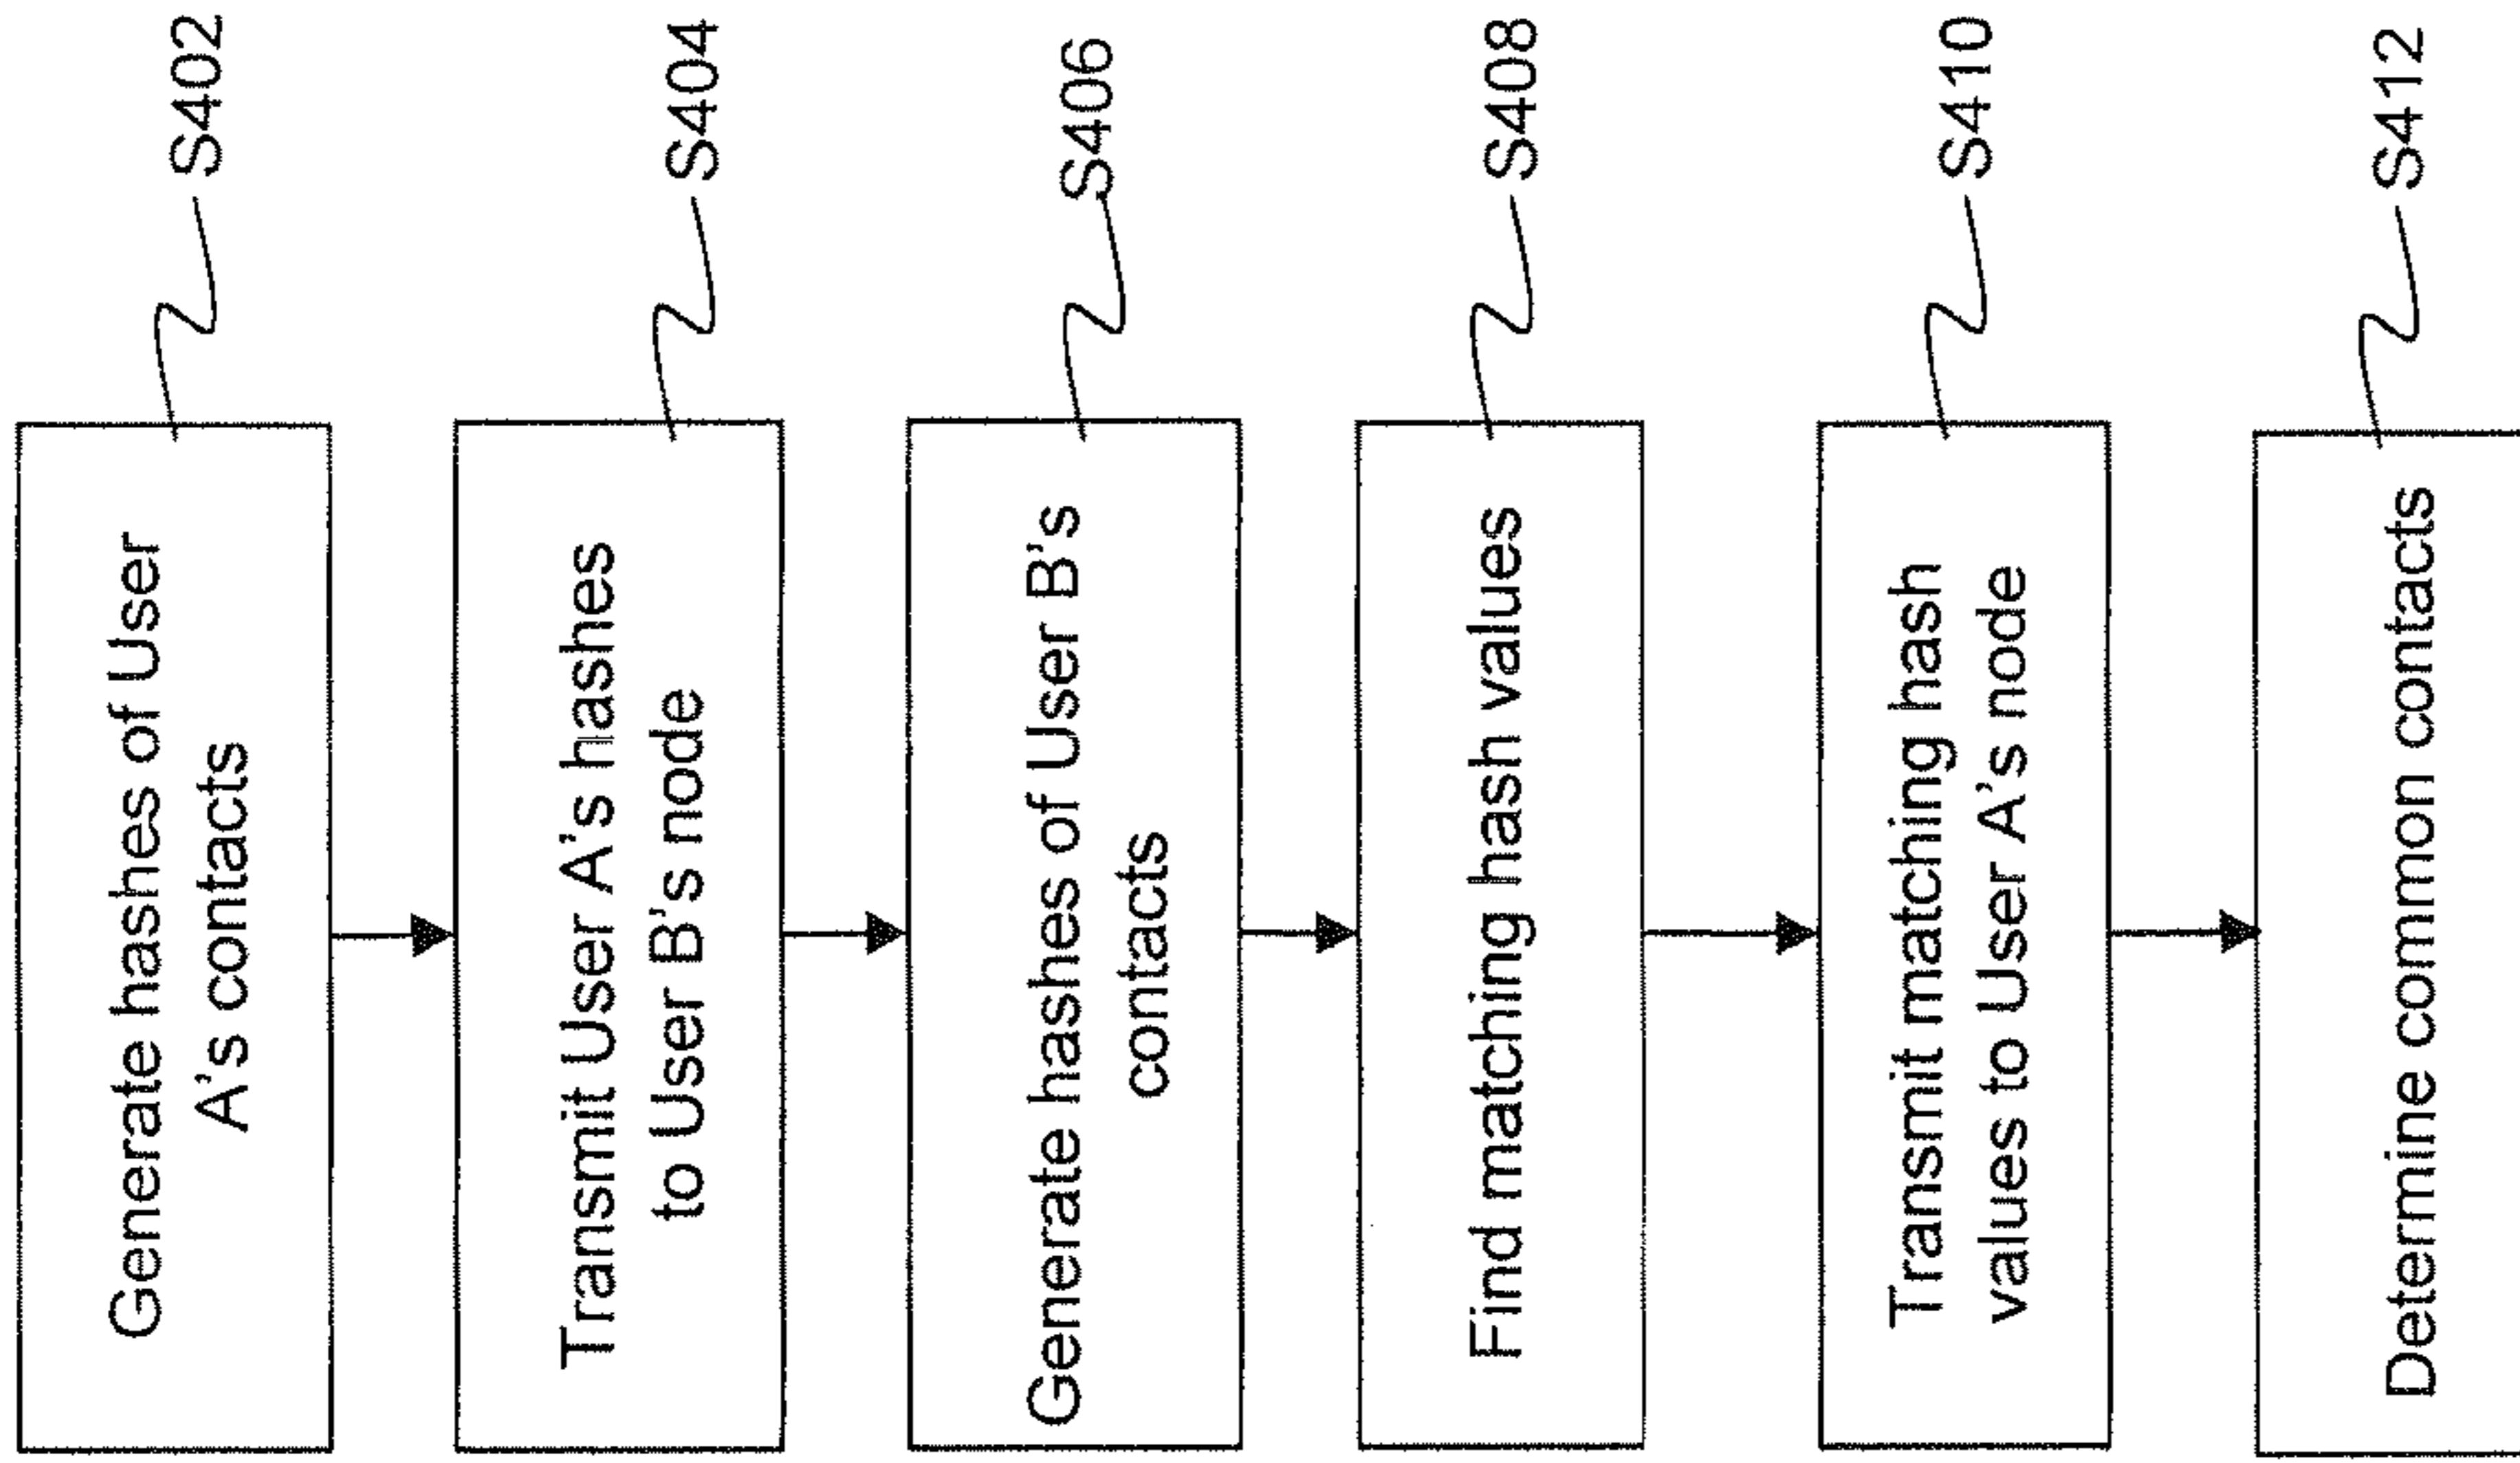 Generate hashes of User
A's contacts
S402
Transmit User A's hashes
to User B's node
S404
Generate hashes of User B's
contacts
S406
Find matching hash values
S408
Transmit matching hash
values to User A's node
S410
Determine common contacts
S412